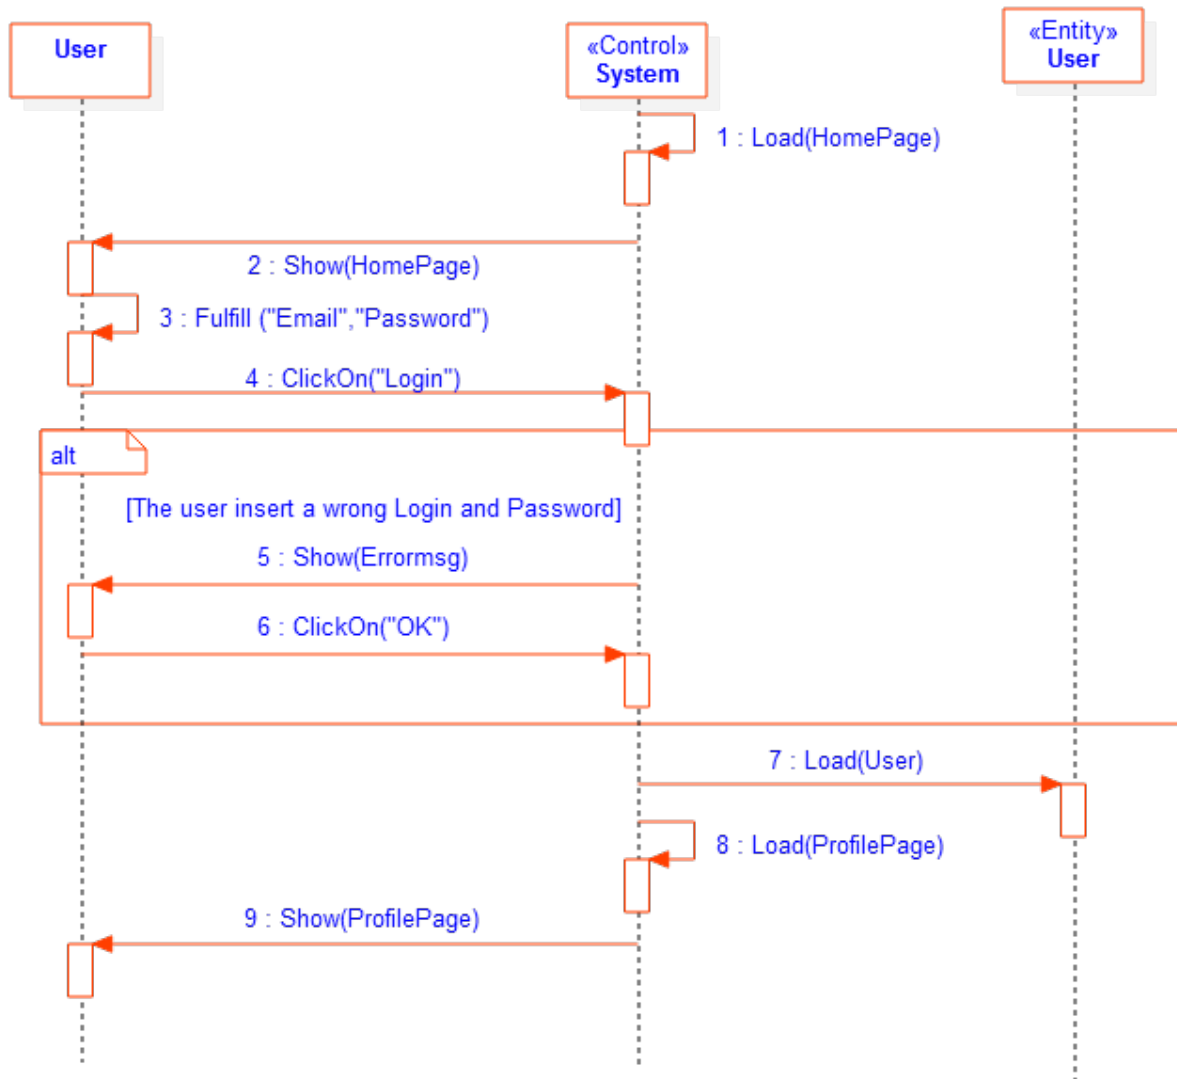 User
«Control»
System
«Entity»
User
1 : Load(HomePage)
2 : Show(HomePage)
3 : Fulfill ("Email","Password")
4 : ClickOn("Login")
alt
[The user insert a wrong Login and Password]
5 : Show(Errormsg)
6 : ClickOn("OK")
7 : Load(User)
8 : Load(ProfilePage)
9 : Show(ProfilePage)